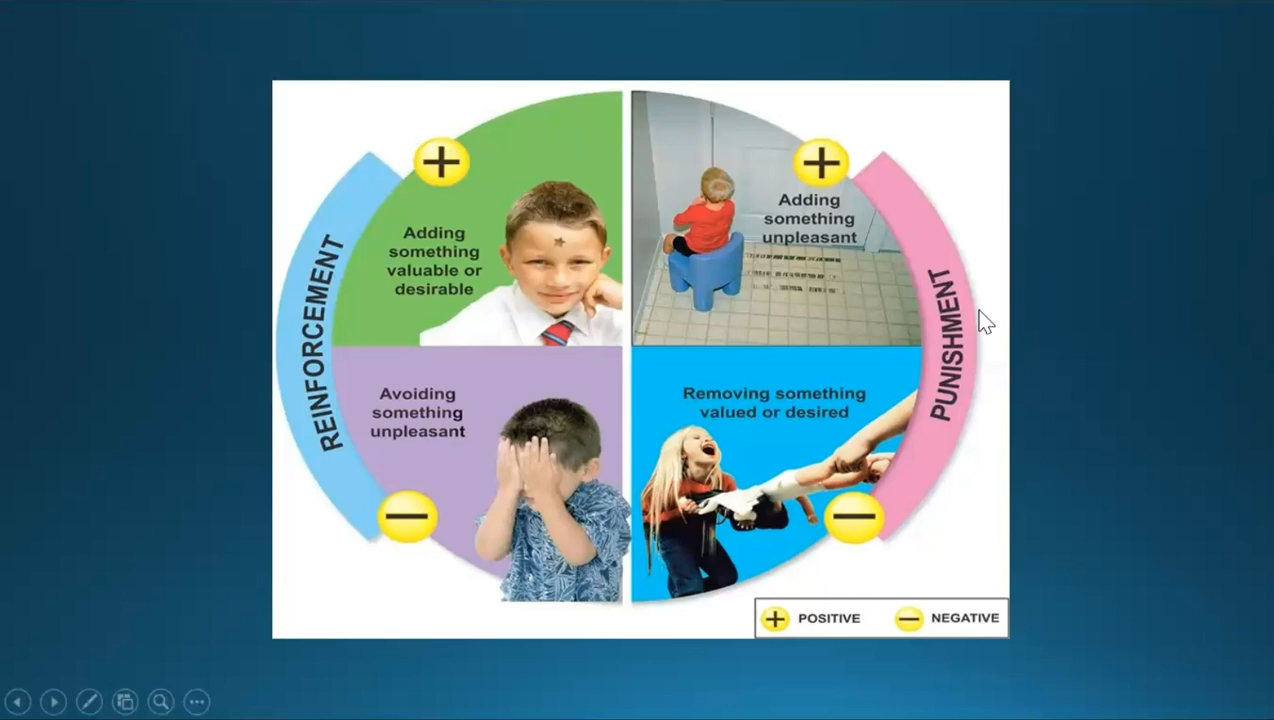 REINFORCEMENT
Adding
something
valuable or
desirable
Avoiding
something
unpleasant
Adding
something
unpleasant
Removing something
valued or desired
PUNISHMENT
POSITIVE
NEGATIVE